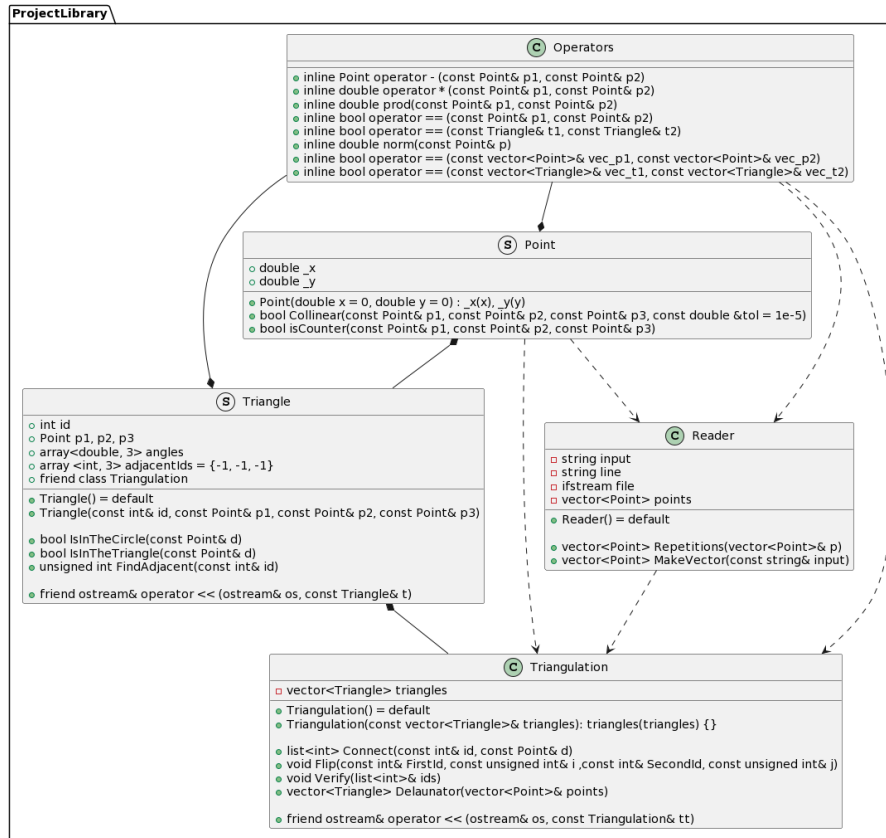 ProjectLibrary
C Operators
inline Point operator - (const Point& p1, const Point& p2)
inline double operator * (const Point& p1, const Point& p2)
inline double prod(const Point& p1, const Point& p2)
inline bool operator == (const Point& p1, const Point& p2)
inline bool operator == (const Triangle& t1, const Triangle& t2)
inline double norm(const Point& p)
inline bool operator == (const vector<Point>& vec_p1, const vector<Point>& vec_p2)
inline bool operator == (const vector<Triangle>& vec_t1, const vector<Triangle>& vec_t2)
S Point
double _x
double _y
Point(double x = 0, double y = 0) : _x(x), _y(y)
bool Collinear(const Point& p1, const Point& p2, const Point& p3, const double &tol = 1e-5)
bool isCounter(const Point& p1, const Point& p2, const Point& p3)
S Triangle
int id
Point p1, p2, p3
array<double, 3> angles
array <int, 3> adjacentIds = {-1, -1, -1}
friend class Triangulation
Triangle() = default
Triangle(const int& id, const Point& p1, const Point& p2, const Point& p3)
bool IsInTheCircle(const Point& d)
bool IsInTheTriangle(const Point& d)
unsigned int FindAdjacent(const int& id)
friend ostream& operator << (ostream& os, const Triangle& t)
C Reader
string input
string line
ifstream file
vector<Point> points
Reader() = default
vector<Point> Repetitions(vector<Point>& p)
vector<Point> MakeVector(const string& input)
C Triangulation
vector<Triangle> triangles
Triangulation() = default
Triangulation(const vector<Triangle>& triangles): triangles(triangles) {}
list<int> Connect(const int& id, const Point& d)
void Flip(const int& FirstId, const unsigned int& i ,const int& SecondId, const unsigned int& j)
void Verify(list<int>& ids)
vector<Triangle> Delaunator(vector<Point>& points)
friend ostream& operator << (ostream& os, const Triangulation& tt)